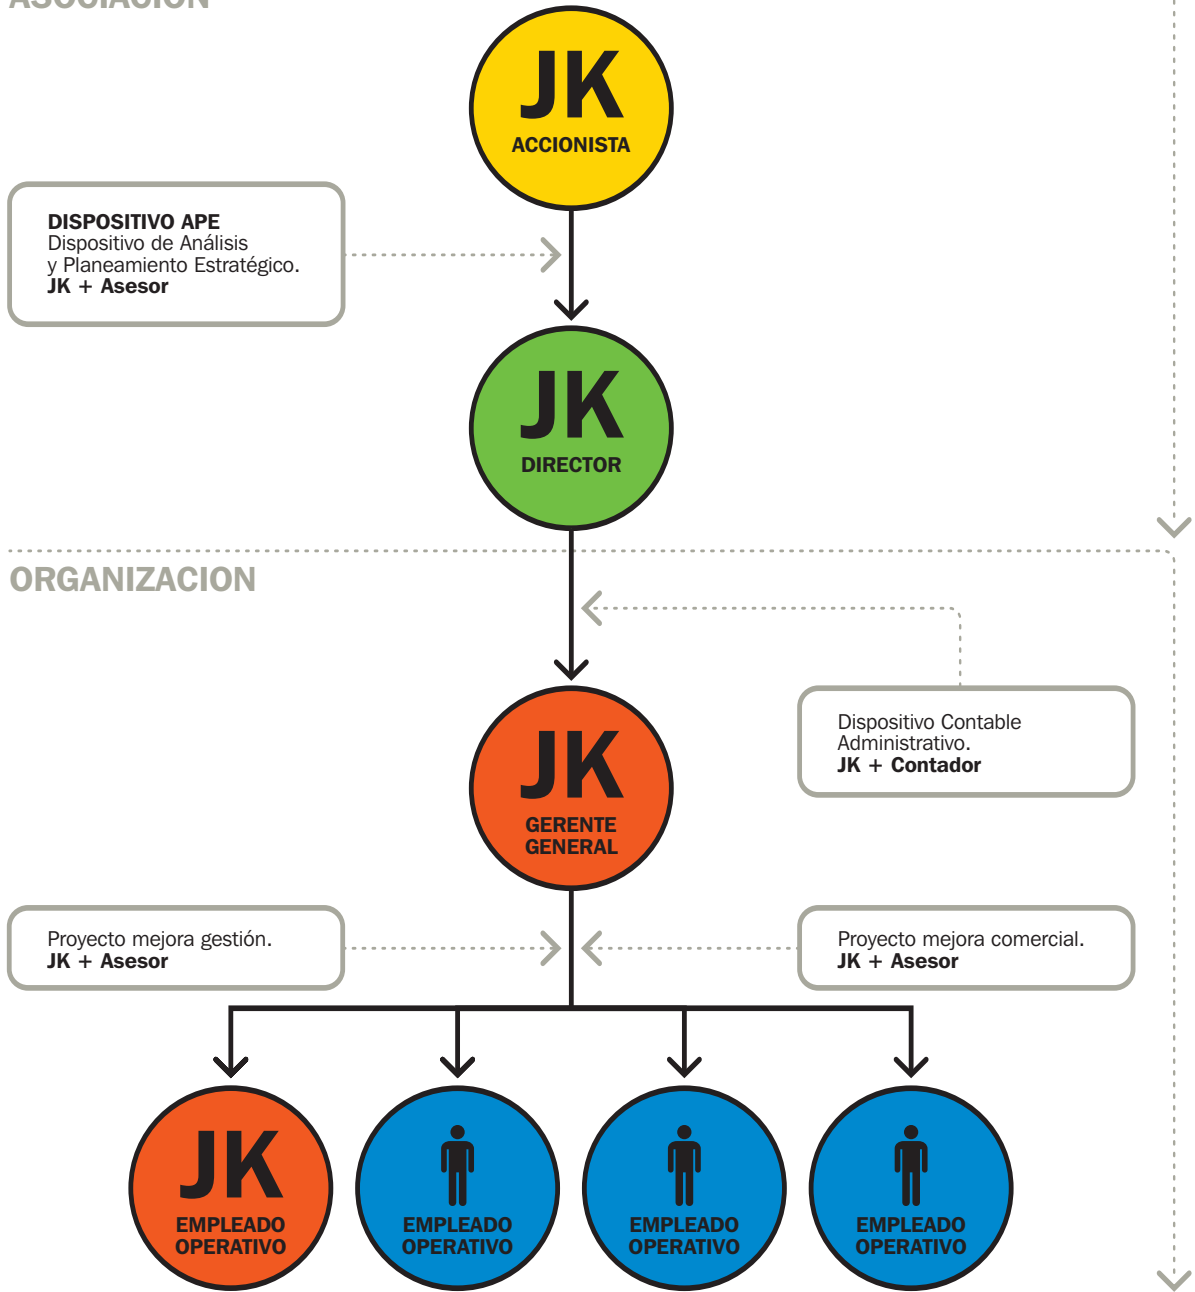 ASOCIACION
JK
ACCIONISTA
DISPOSITIVO APE
Dispositivo de Análisis
y Planeamiento Estratégico.
JK + Asesor
JK
DIRECTOR
ORGANIZACION
Dispositivo Contable
Administrativo.
JK + Contador
JK
GERENTE
GENERAL
Proyecto mejora gestión.
JK + Asesor
Proyecto mejora comercial.
JK + Asesor
JK
EMPLEADO
OPERATIVO
EMPLEADO
OPERATIVO
EMPLEADO
OPERATIVO
EMPLEADO
OPERATIVO